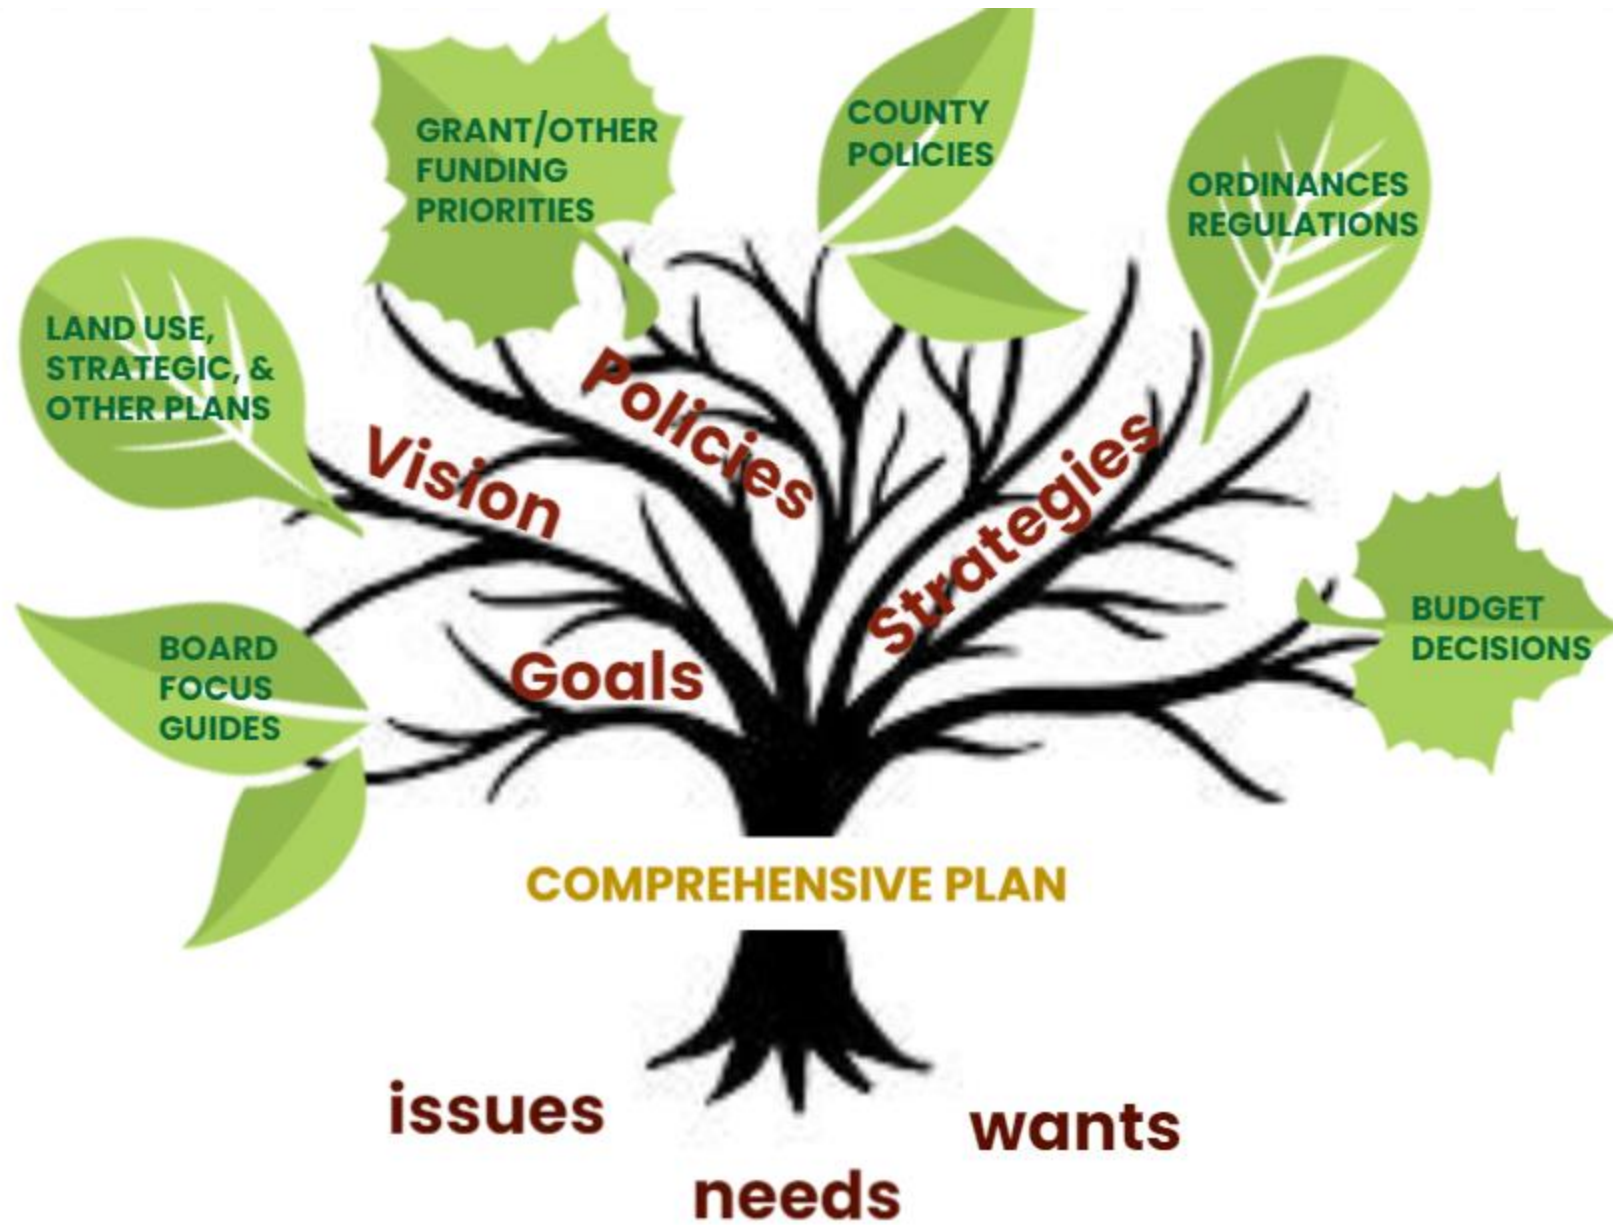 GRANT/OTHER
FUNDING
PRIORITIES
COUNTY
POLICIES
ORDINANCES
REGULATIONS
LAND USE,
STRATEGIC, &
OTHER PLANS
Policies
Vision
Strategies
BUDGET
DECISIONS
BOARD
FOCUS
GUIDES
Goals
COMPREHENSIVE PLAN
issues
wants
needs